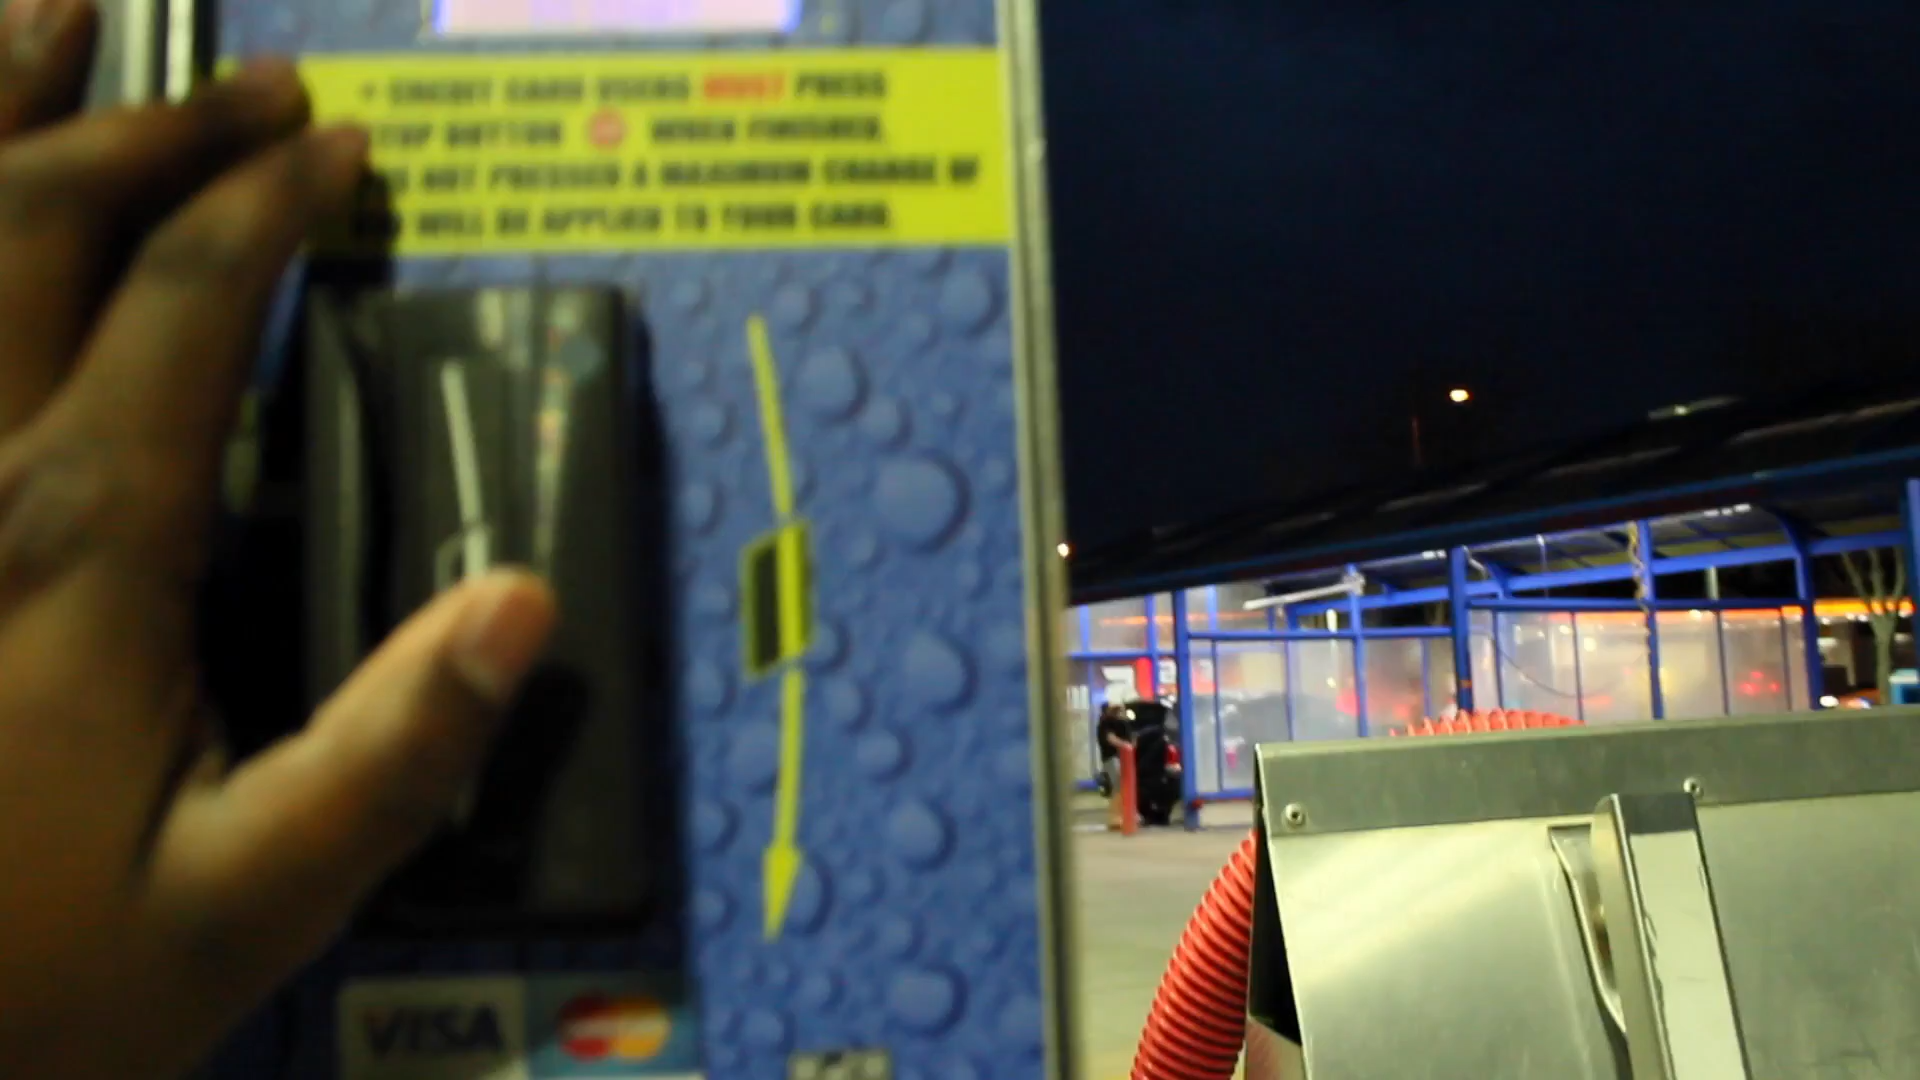 * CREDIT CARD USERS MUST PRESS
STOP BUTTON WHEN FINISHED.
NOT PRESSED A MAXIMUM CHARGE OF
WILL BE APPLIED TO YOUR CARD.
VISA
MasterCard